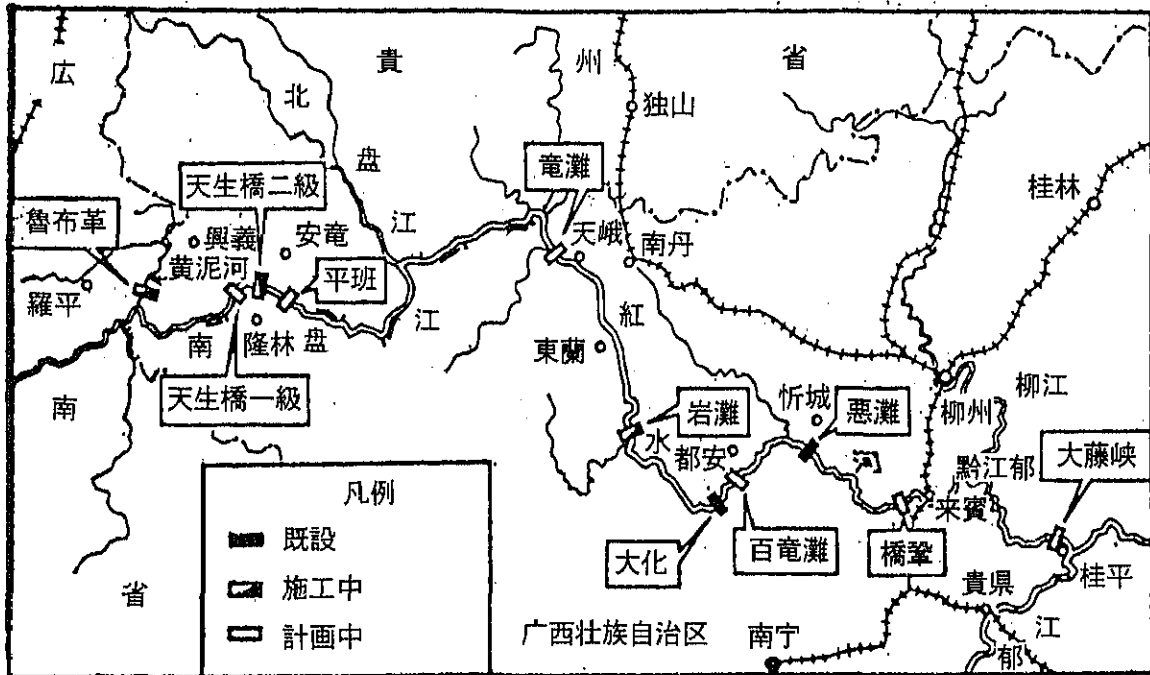 貴 州 省
広
北
独山
盤
竜灘
天生橋二級
桂林
魯布革
興義
安竜
江
天峨
南丹
黄泥河
平班
羅平
紅
江
南
隆林
盤
東蘭
天生橋一級
南
忻城
悪灘
柳江
柳州
岩灘
水
都安
黔江
郁
大藤峡
来賓
凡例
既設
大化
百竜灘
橋鞏
施工中
貴県
桂平
省
計画中
广西壮族自治区
南宁
江
郁